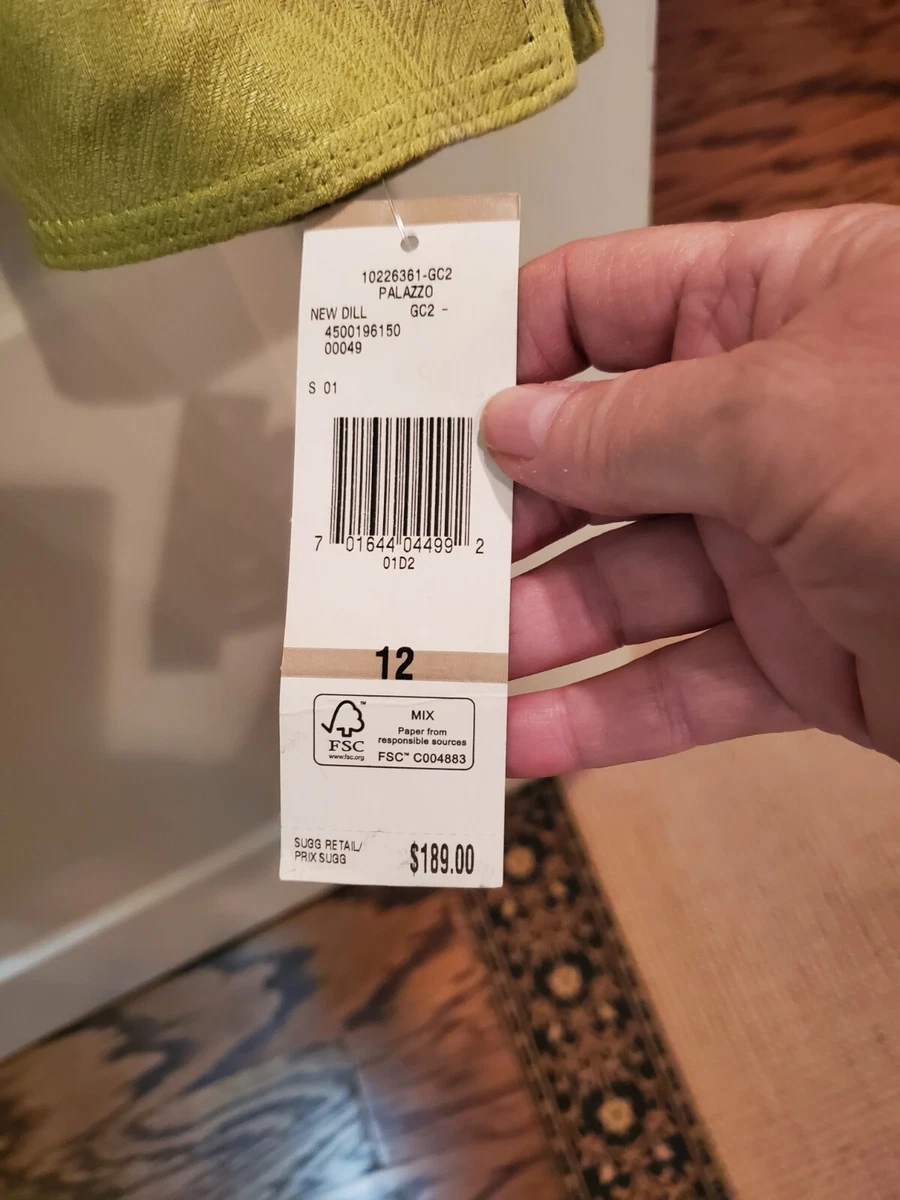 10226361-GC2
PALAZZO
NEW DILL GC2 -
4500196150
00049
S 01
7 01644 04499 2
01D2
12
FSC™
www.fsc.org
MIX
Paper from
responsible sources
FSC™ C004883
SUGG RETAIL/
PRIX SUGG
$189.00